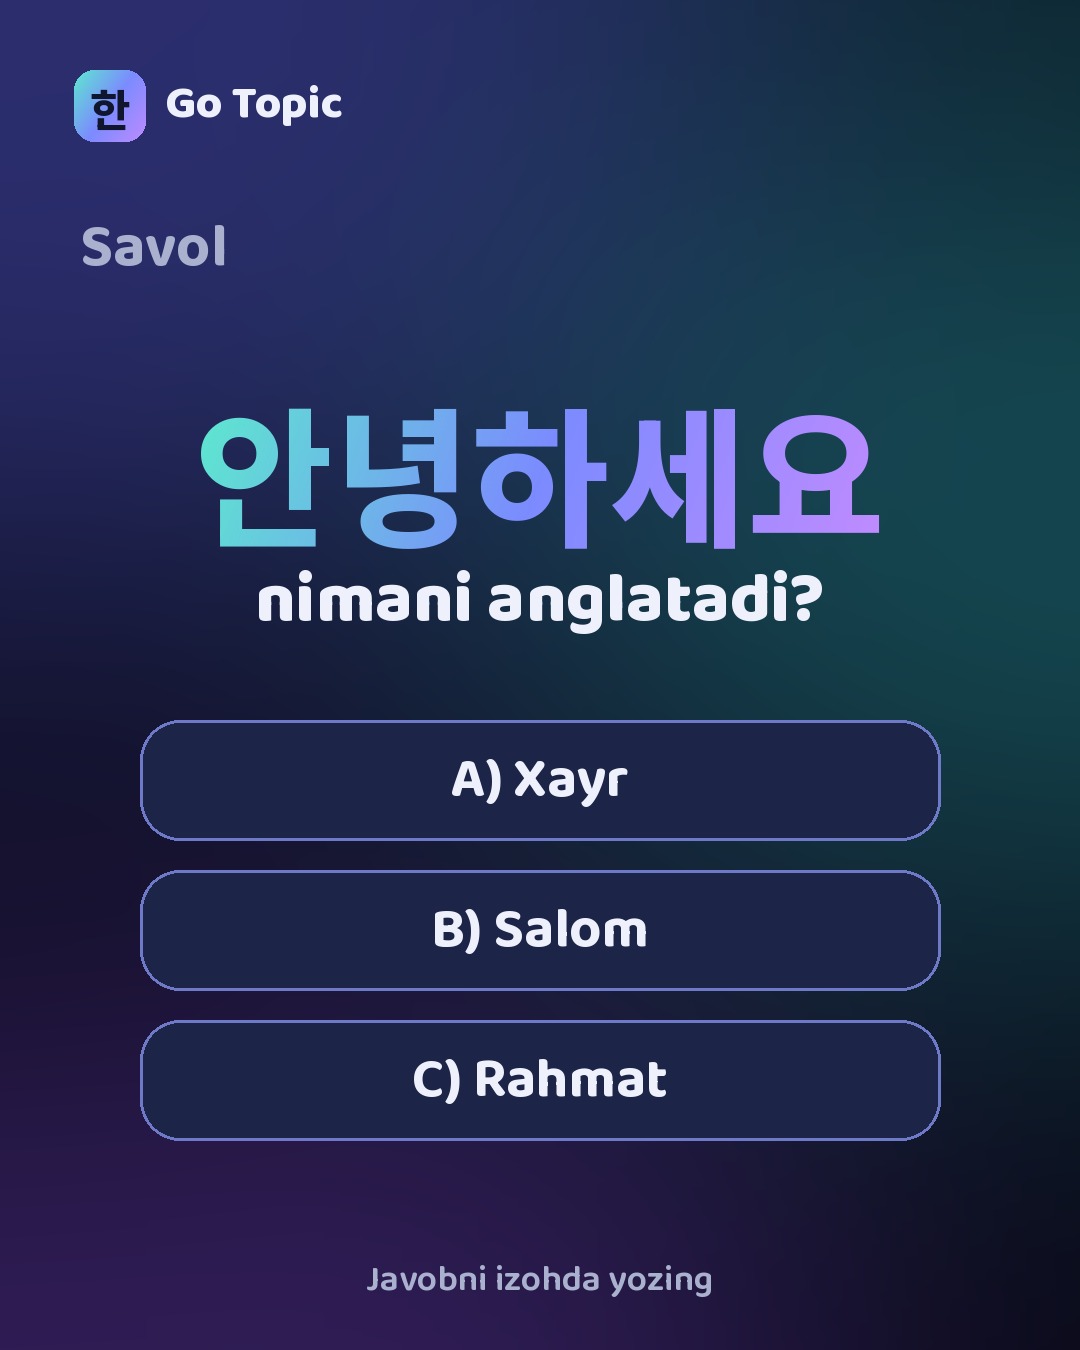 한 Go Topic
Savol
안녕하세요
nimani anglatadi?
A) Xayr
B) Salom
C) Rahmat
Javobni izohda yozing